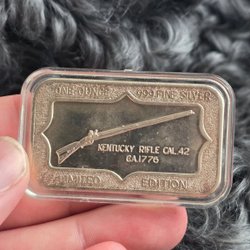 ONE OUNCE .999 FINE SILVER
KENTUCKY RIFLE CAL. 42
CA. 1776
LIMITED EDITION